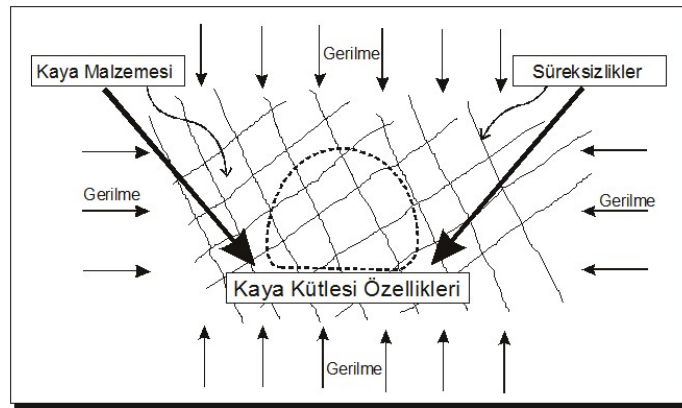 Gerilme
Kaya Malzemesi
Süreksizlikler
Gerilme
Gerilme
Kaya Kütlesi Özellikleri
Gerilme